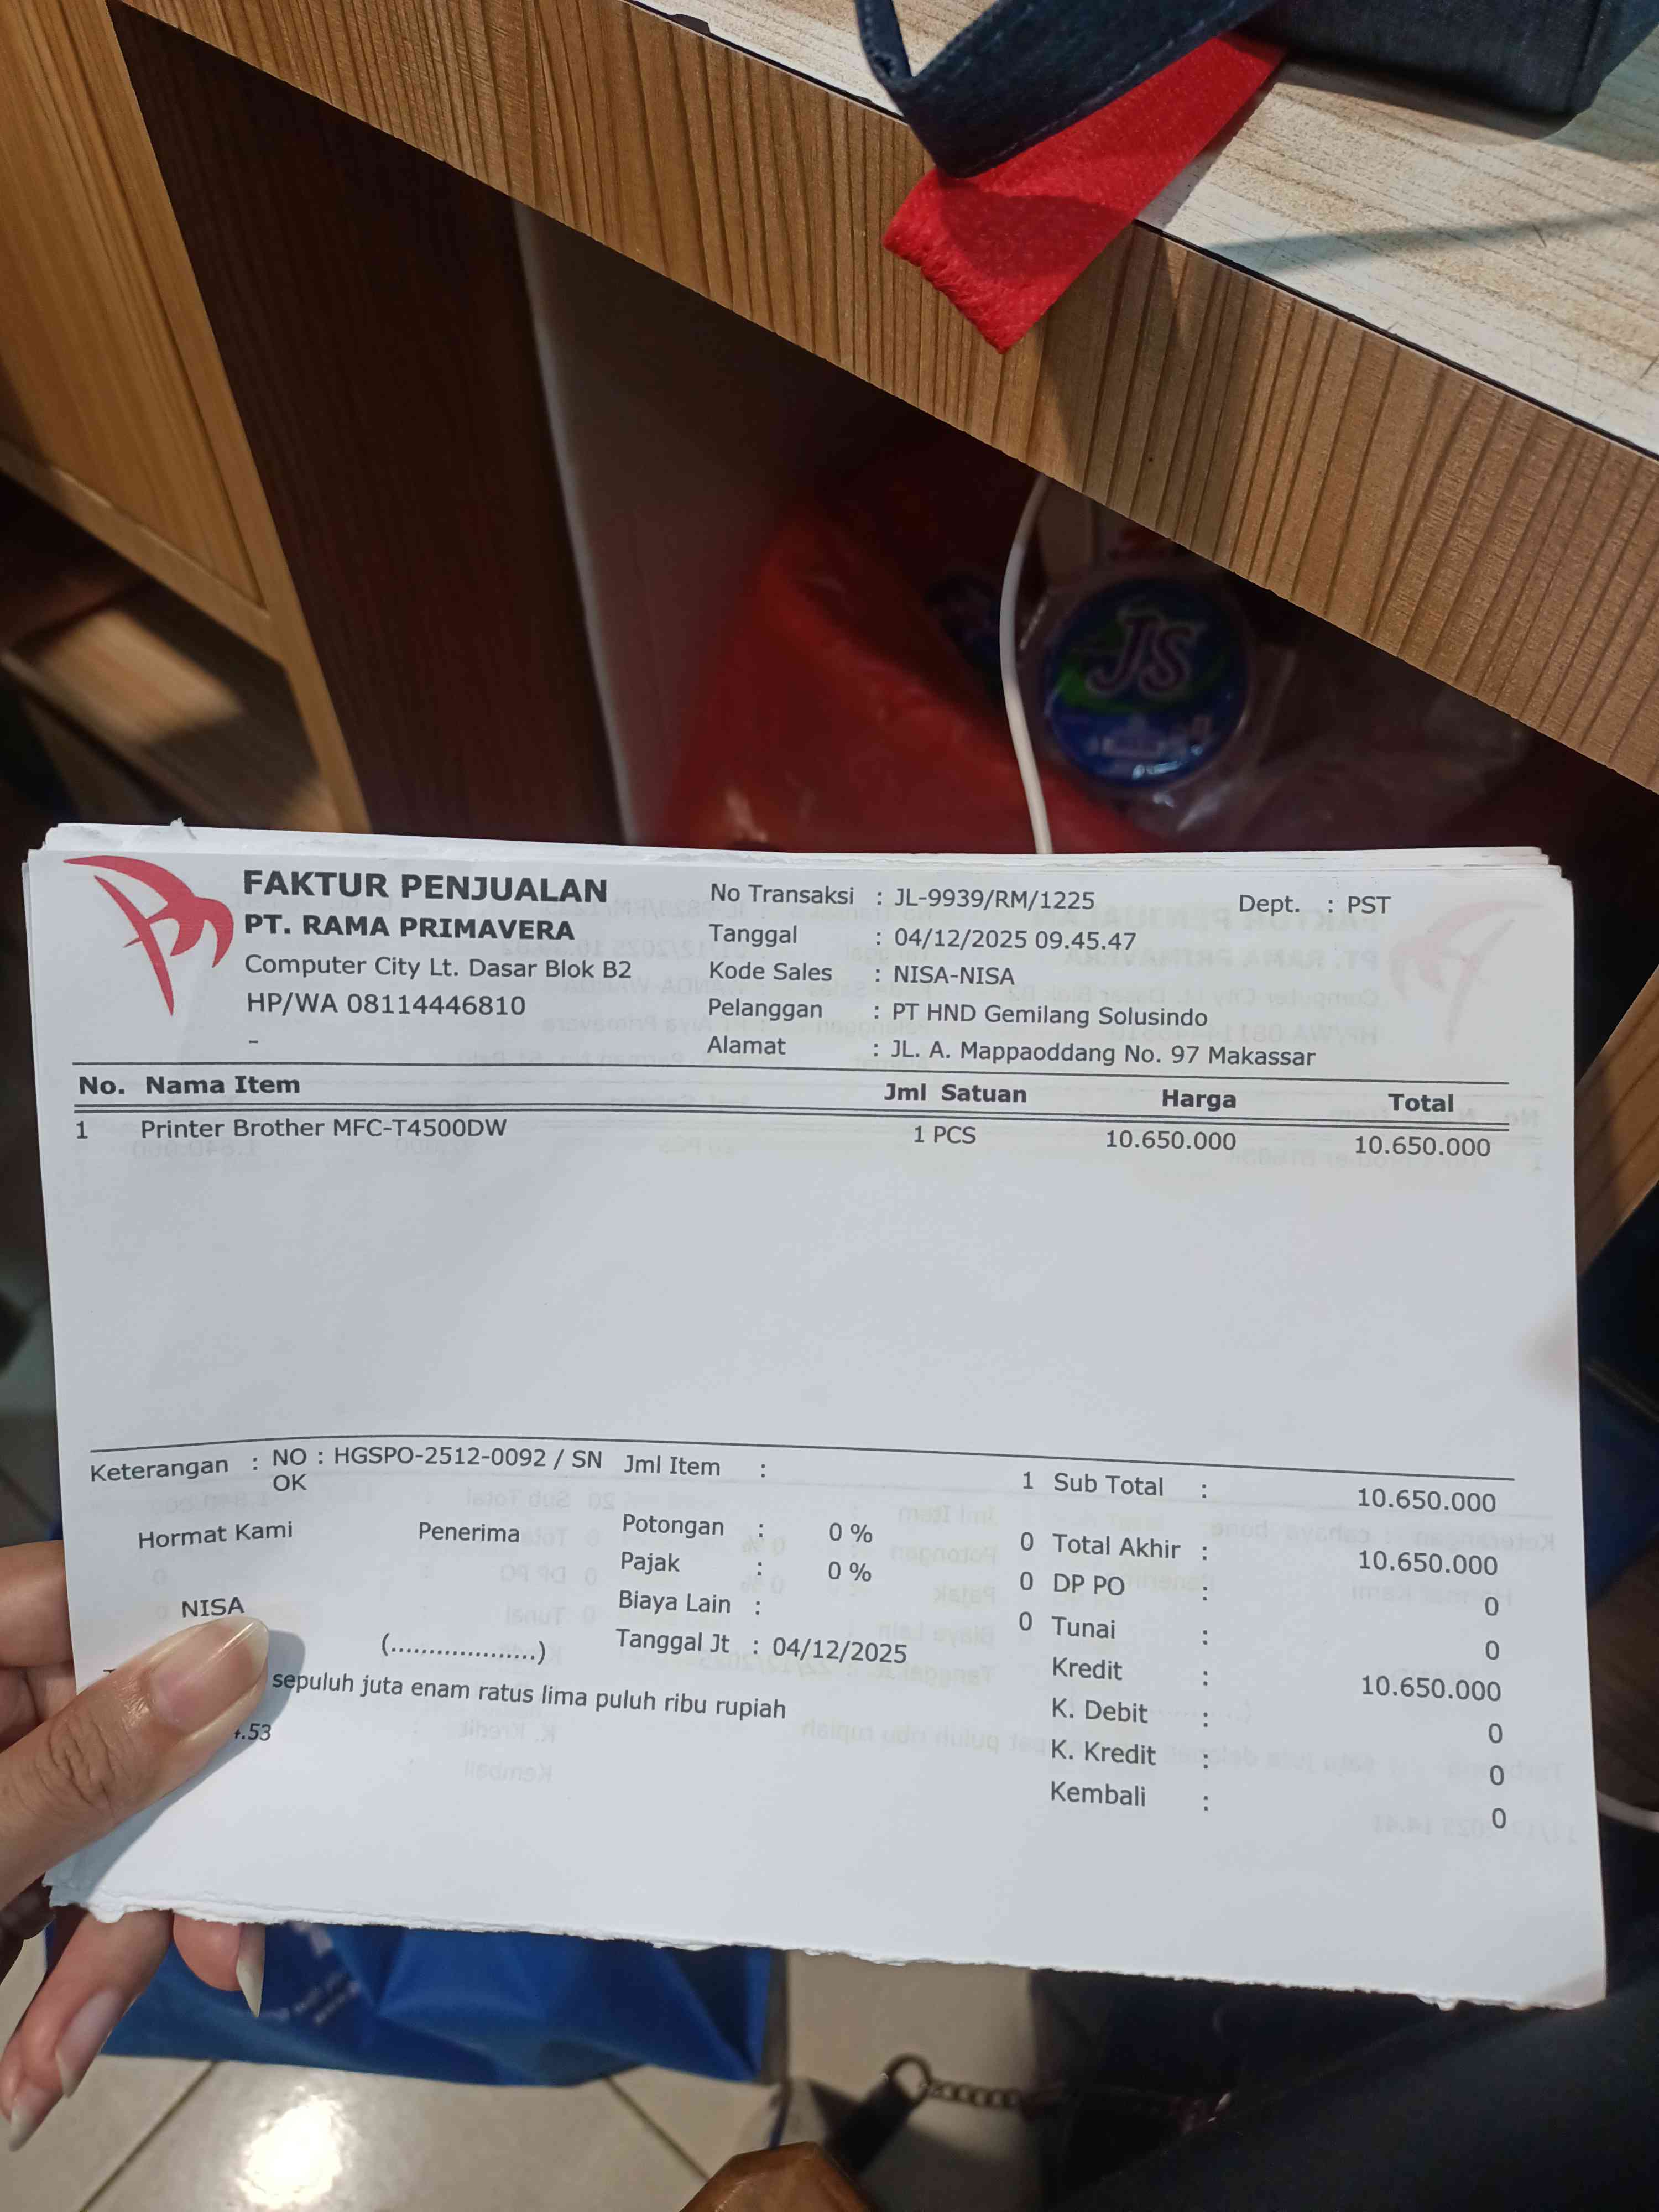 FAKTUR PENJUALAN
PT. RAMA PRIMAVERA
Computer City Lt. Dasar Blok B2
HP/WA 08114446810
-
No Transaksi : JL-9939/RM/1225
Dept. : PST
Tanggal : 04/12/2025 09.45.47
Kode Sales : NISA-NISA
Pelanggan : PT HND Gemilang Solusindo
Alamat : JL. A. Mappaoddang No. 97 Makassar
No. Nama Item Jml Satuan Harga Total
1 Printer Brother MFC-T4500DW 1 PCS 10.650.000 10.650.000
Keterangan : NO : HGSPO-2512-0092 / SN
OK
Hormat Kami Penerima
NISA
(...................)
Jml Item : 1
Potongan : 0 % 0
Pajak : 0 % 0
Biaya Lain : 0
Tanggal Jt : 04/12/2025
Sub Total : 10.650.000
Total Akhir : 10.650.000
DP PO : 0
Tunai : 0
Kredit : 10.650.000
K. Debit : 0
K. Kredit : 0
Kembali : 0
sepuluh juta enam ratus lima puluh ribu rupiah
.53
JS